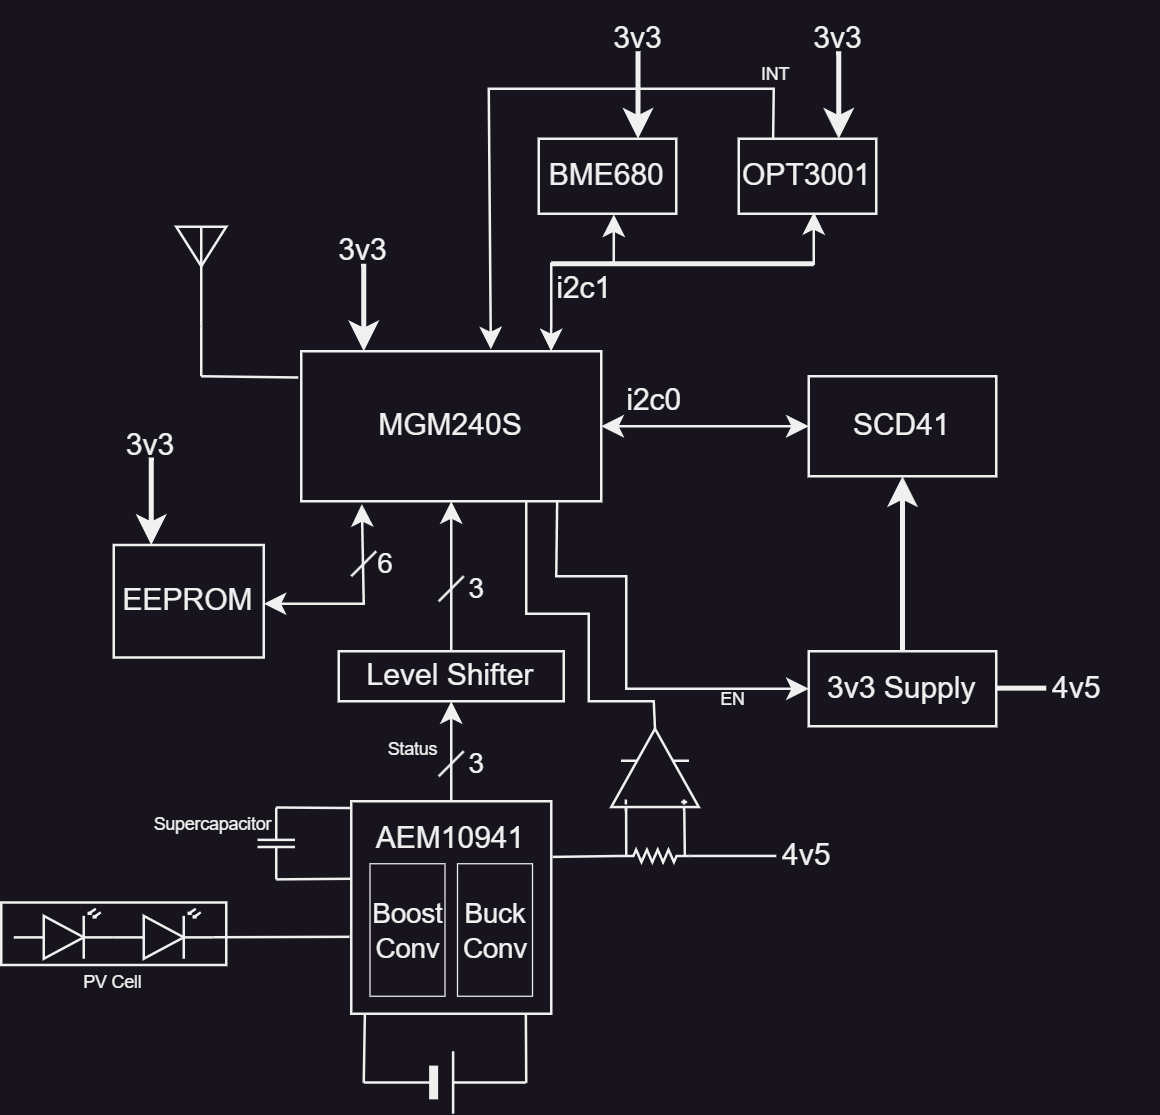 3v3
3v3
INT
BME680
OPT3001
3v3
i2c1
MGM240S
i2c0
SCD41
3v3
6
3
EEPROM
Level Shifter
EN
3v3 Supply
4v5
Status
3
- +
Supercapacitor
AEM10941
4v5
Boost
Conv
Buck
Conv
PV Cell